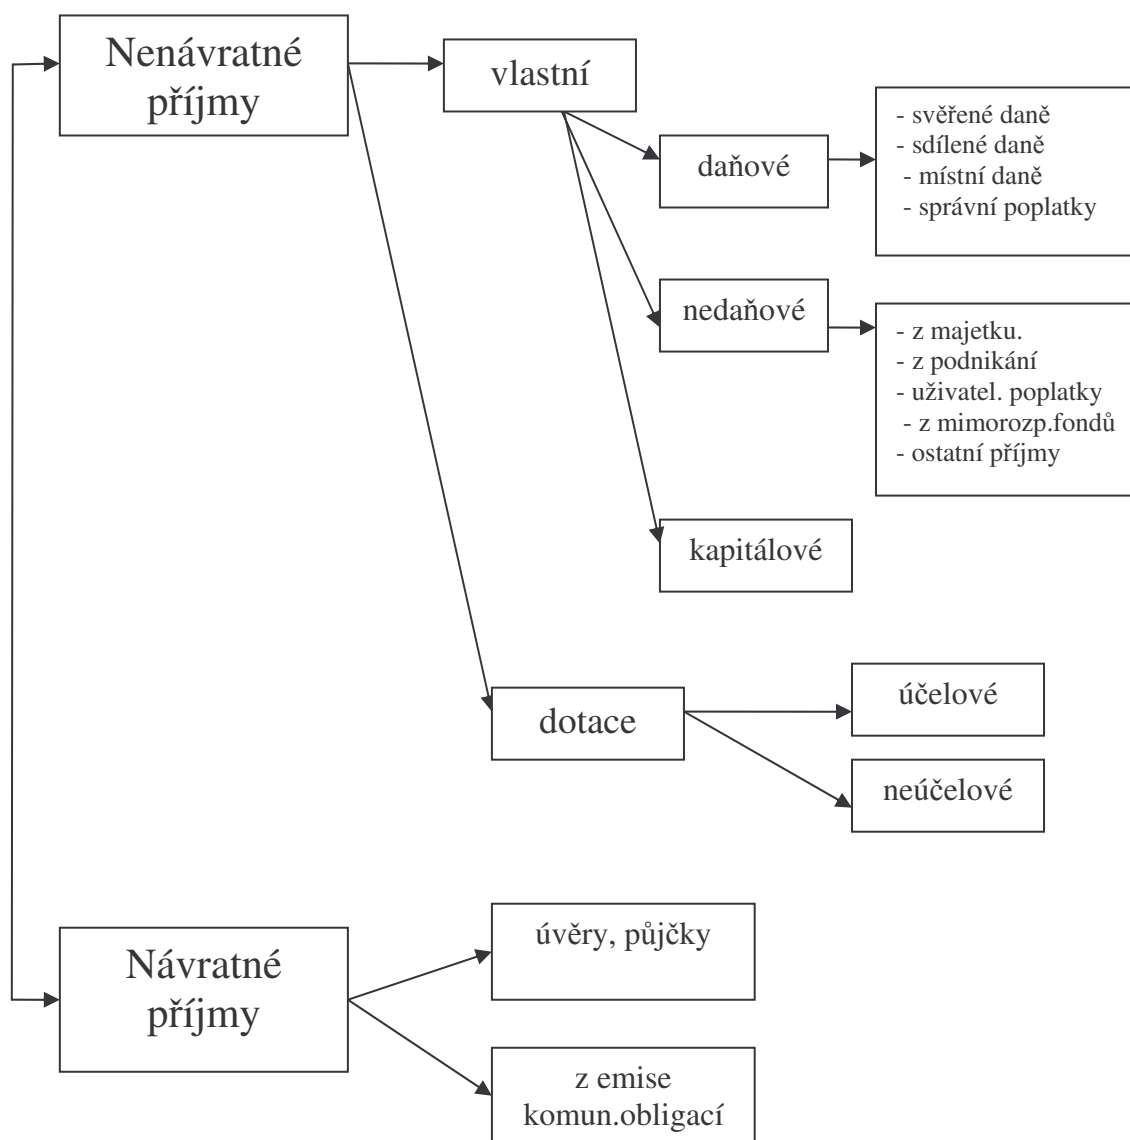 Nenávratné
příjmy
vlastní
daňové
- svěřené daně
- sdílené daně
- místní daně
- správní poplatky
nedaňové
- z majetku.
- z podnikání
- uživatel. poplatky
- z mimorozp.fondů
- ostatní příjmy
kapitálové
dotace
účelové
neúčelové
Návratné
příjmy
úvěry, půjčky
z emise
komun.obligací